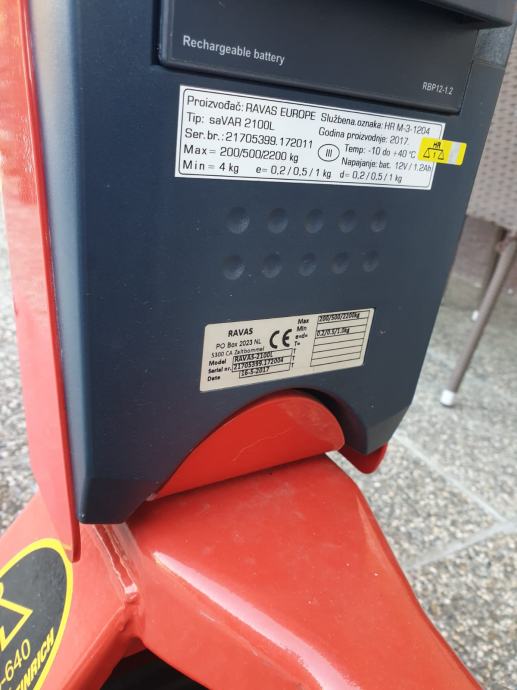 Rechargeable battery
RBP12-1.2
Proizvođač: RAVAS EUROPE Službena oznaka: HR M-3-1204
Tip: saVAR 2100L Godina proizvodnje: 2017.
Ser.br.: 21705399.172011 III Temp: -10 do +40 °C
Max = 200/500/2200 kg Napajanje: bat. 12V / 1.2Ah
Min = 4 kg e= 0,2 / 0,5 / 1 kg d= 0,2 / 0,5 / 1 kg
HR
RAVAS
PO Box 2023 NL
5300 CA Zaltbommel
CE
Model RAVAS-2100L
Serial nr. 21705399.172004
Date 16-5-2017
Max 200/500/2200kg
Min
e=d= 0.2/0.5/1.0kg
T=
T
T
-640
EINRICH